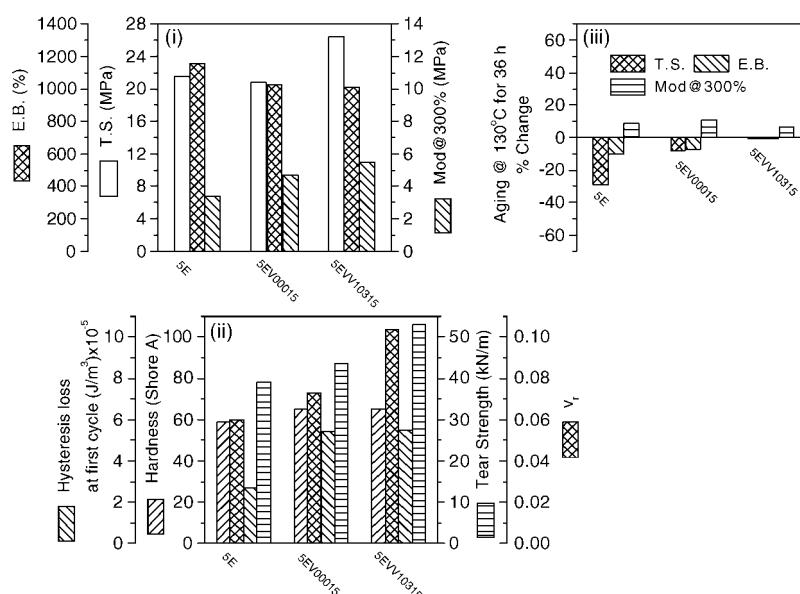 (i)
E.B. (%)
1400
1200
1000
800
600
400
200
0
T.S. (MPa)
28
24
20
16
12
8
4
0
14
12
10
8
6
4
2
0
Mod@300% (MPa)
5E
5EV00015
5EVV10315
(iii)
Aging @ 130°C for 36 h
% Change
60
40
20
0
-20
-40
-60
T.S.
E.B.
Mod@300%
5E
5EV00015
5EVV10315
(ii)
Hysteresis loss
at first cycle (J/m³)x10⁻⁵
10
8
6
4
2
0
Hardness (Shore A)
100
80
60
40
20
0
50
40
30
20
10
0
Tear Strength (kN/m)
0.10
0.08
0.06
0.04
0.02
0.00
vᵣ
5E
5EV00015
5EVV10315